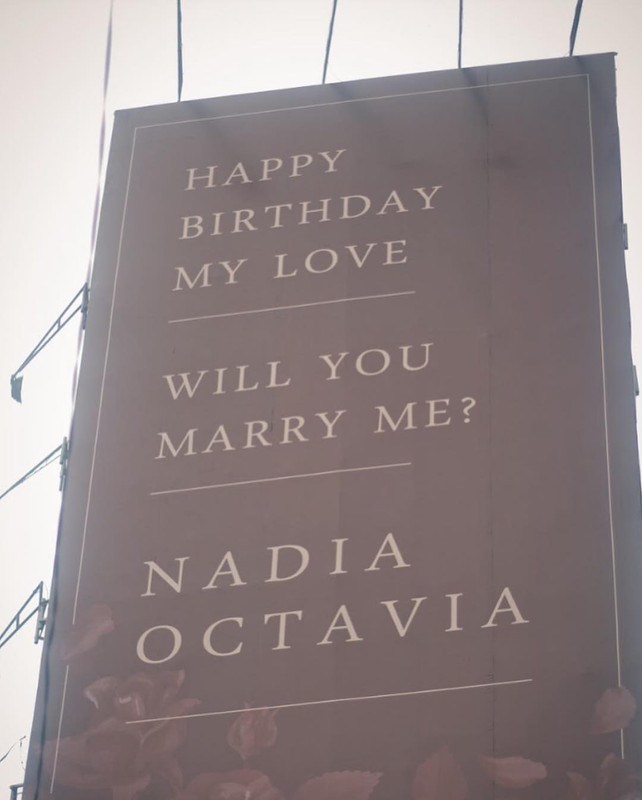 HAPPY
BIRTHDAY
MY LOVE
WILL YOU
MARRY ME?
NADIA
OCTAVIA